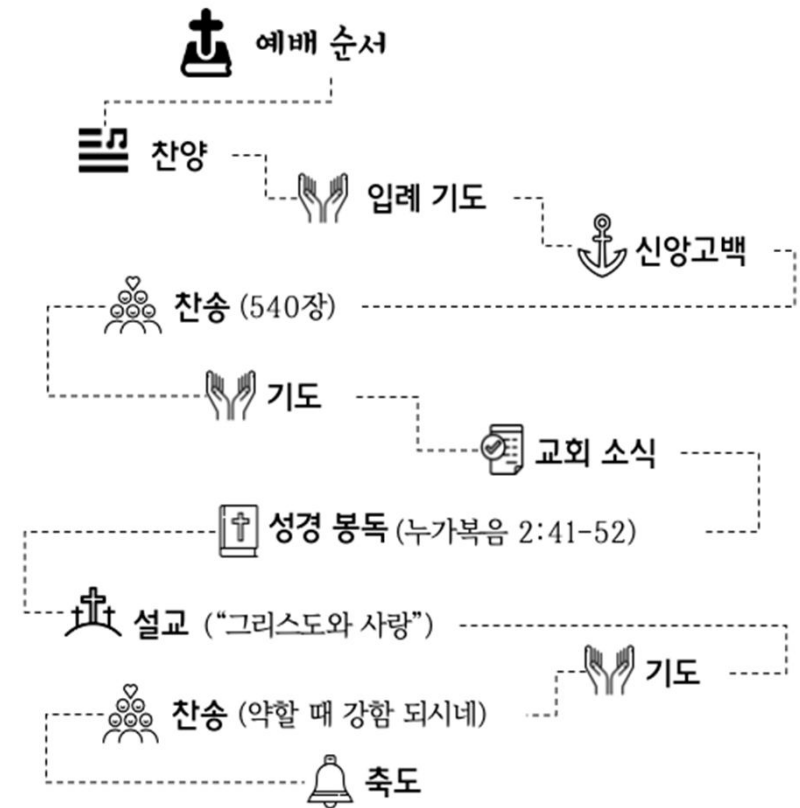 예배 순서
찬양
입례 기도
신앙고백
찬송 (540장)
기도
교회 소식
성경 봉독 (누가복음 2:41-52)
설교 ("그리스도와 사랑")
기도
찬송 (약할 때 강함 되시네)
축도